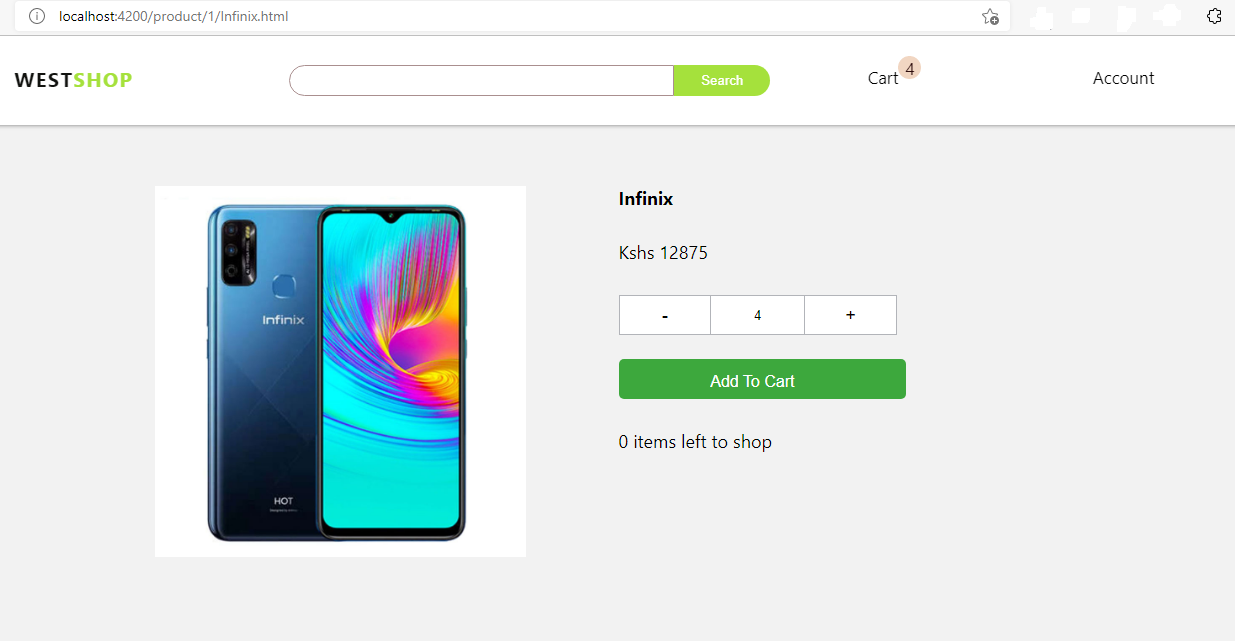 localhost:4200/product/1/Infinix.html
WESTSHOP
Search
Cart
4
Account
Infinix
HOT
Infinix
Kshs 12875
- 4 +
Add To Cart
0 items left to shop